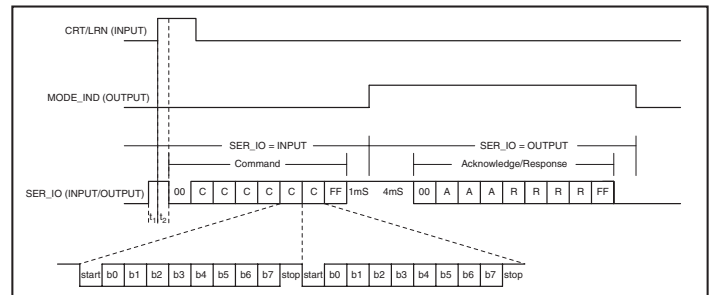 CRT/LRN (INPUT)
MODE_IND (OUTPUT)
SER_IO = INPUT SER_IO = OUTPUT
Command Acknowledge/Response
SER_IO (INPUT/OUTPUT) 00 C C C C C C FF 1mS 4mS 00 A A A R R R R FF
t1 t2
start b0 b1 b2 b3 b4 b5 b6 b7 stop start b0 b1 b2 b3 b4 b5 b6 b7 stop